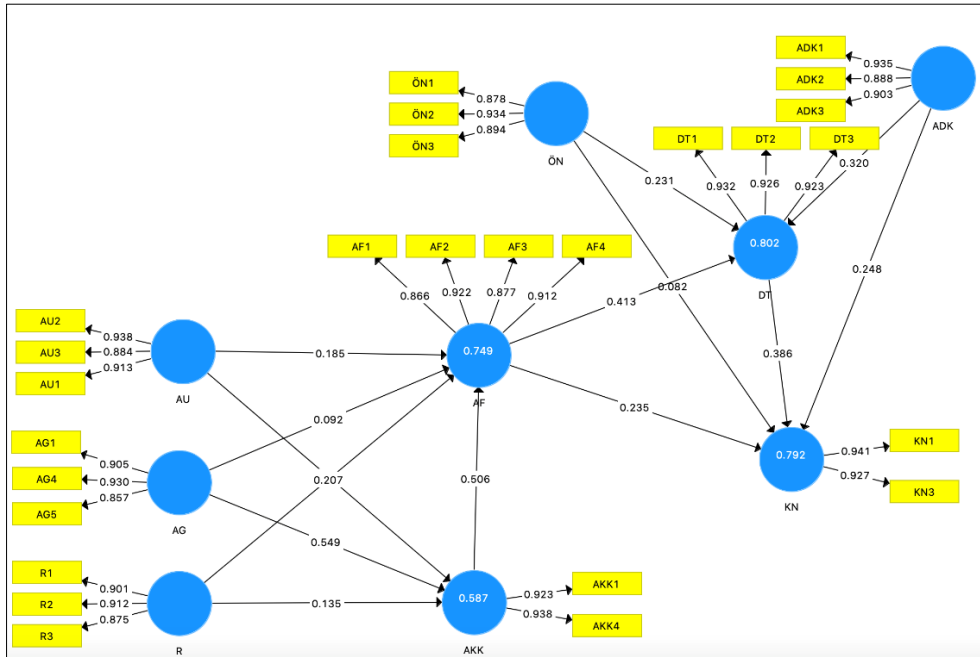 ADK1
0.935
ADK2
0.888
ADK3
0.903
ADK
ÖN1
0.878
ÖN2
0.934
ÖN3
0.894
ÖN
DT1
DT2
DT3
0.320
0.932
0.926
0.923
0.231
0.802
DT
AF1
AF2
AF3
AF4
0.248
0.082
0.866
0.922
0.877
0.912
0.413
AU2
0.938
AU3
0.884
AU1
0.913
AU
0.185
0.749
AF
0.386
0.092
0.235
AG1
0.905
AG4
0.930
AG5
0.857
AG
0.207
0.506
0.792
KN
KN1
0.941
KN3
0.927
0.549
R1
0.901
R2
0.912
R3
0.875
R
0.135
0.587
AKK
AKK1
0.923
AKK4
0.938